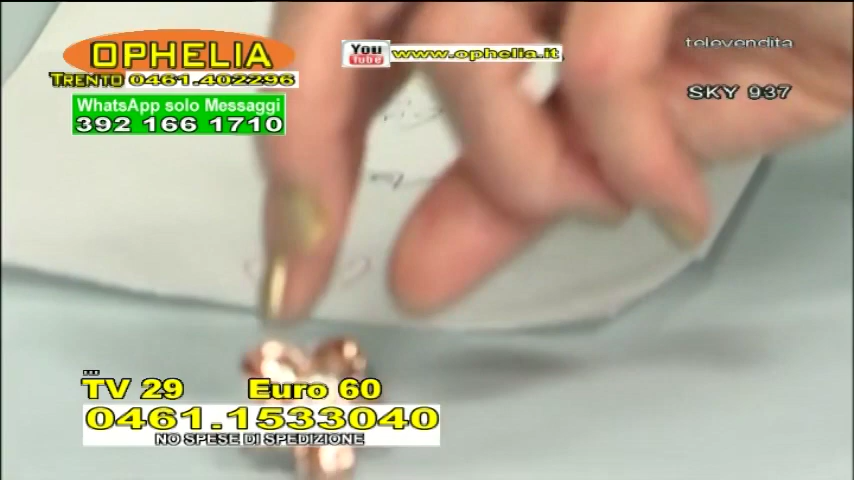 OPHELIA
TRENTO 0461.402296
WhatsApp solo Messaggi
392 166 1710
You Tube www.ophelia.it
televendita
SKY 937
...
TV 29 Euro 60
0461.1533040
NO SPESE DI SPEDIZIONE